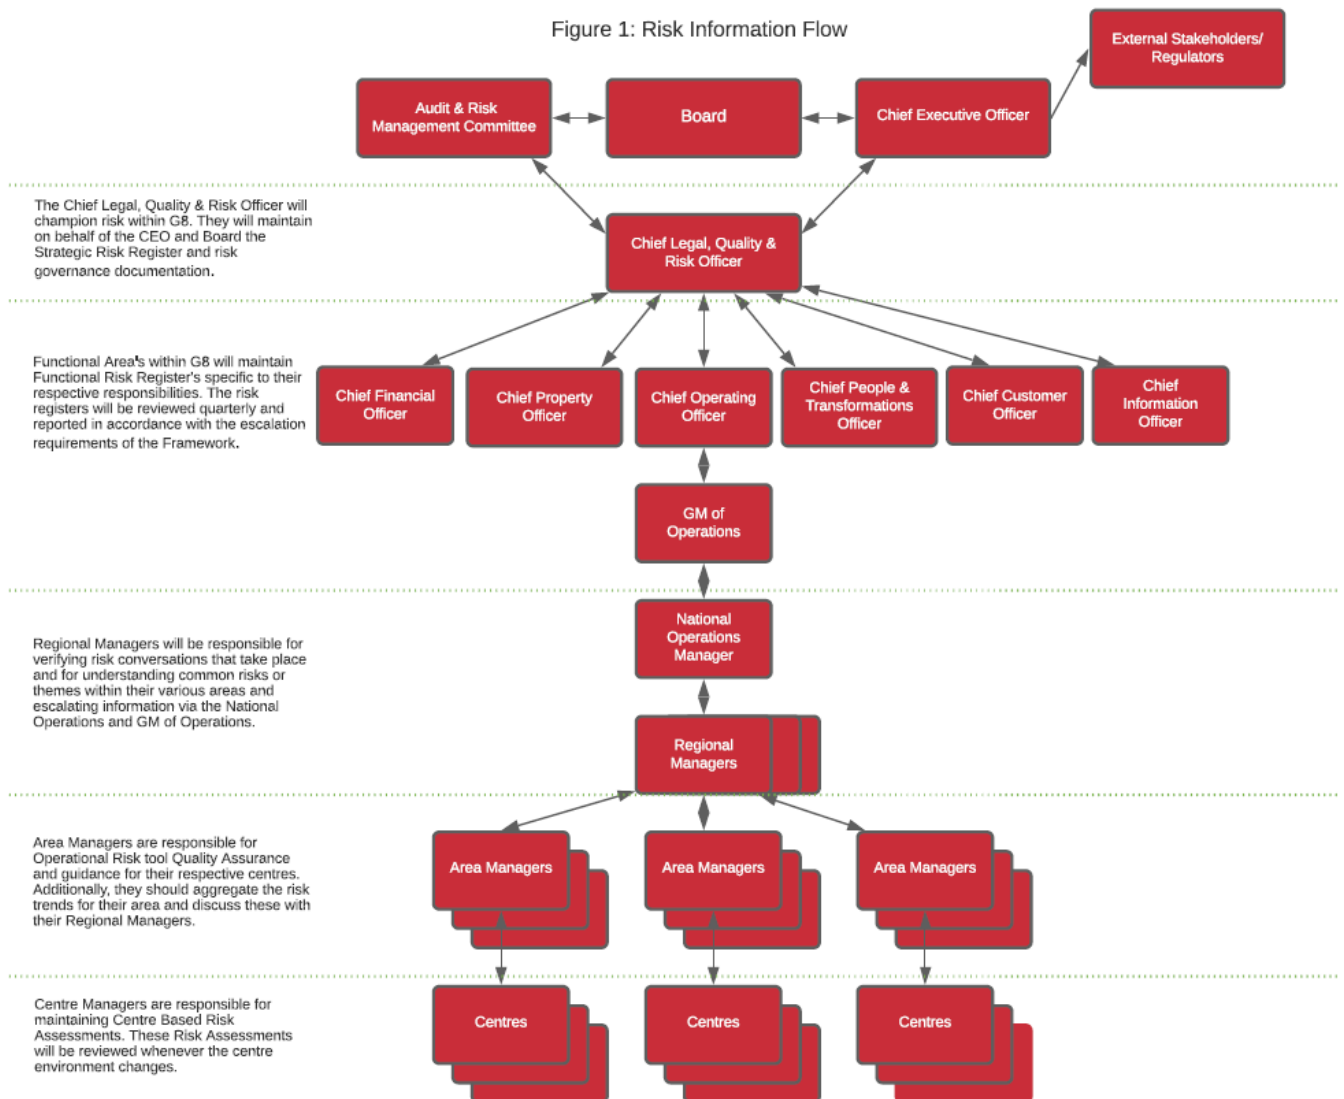 Figure 1: Risk Information Flow
External Stakeholders/
Regulators
Audit & Risk
Management Committee
Board
Chief Executive Officer
The Chief Legal, Quality & Risk Officer will
champion risk within G8. They will maintain
on behalf of the CEO and Board the
Strategic Risk Register and risk
governance documentation.
Chief Legal, Quality &
Risk Officer
Functional Area's within G8 will maintain
Functional Risk Register's specific to their
respective responsibilities. The risk
registers will be reviewed quarterly and
reported in accordance with the escalation
requirements of the Framework.
Chief Financial
Officer
Chief Property
Officer
Chief Operating
Officer
Chief People &
Transformations
Officer
Chief Customer
Officer
Chief
Information
Officer
GM of
Operations
National
Operations
Manager
Regional Managers will be responsible for
verifying risk conversations that take place
and for understanding common risks or
themes within their various areas and
escalating information via the National
Operations and GM of Operations.
Regional
Managers
Area Managers are responsible for
Operational Risk tool Quality Assurance
and guidance for their respective centres.
Additionally, they should aggregate the risk
trends for their area and discuss these with
their Regional Managers.
Area Managers
Area Managers
Area Managers
Centre Managers are responsible for
maintaining Centre Based Risk
Assessments. These Risk Assessments
will be reviewed whenever the centre
environment changes.
Centres
Centres
Centres